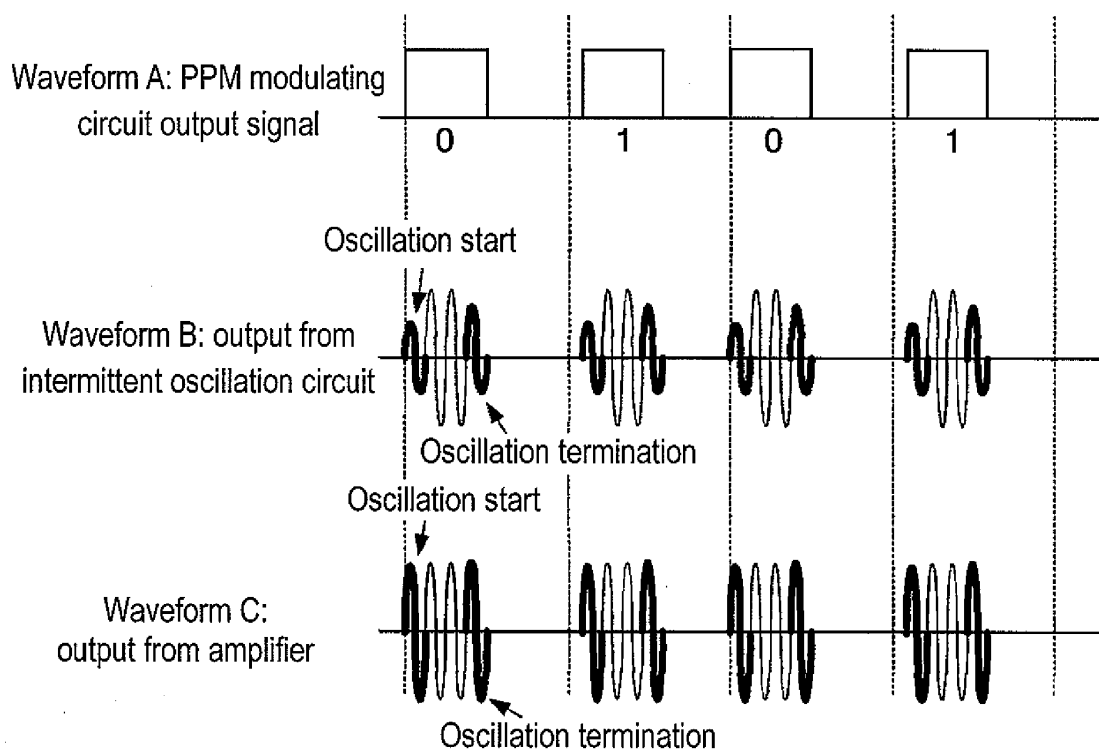 Waveform A: PPM modulating
circuit output signal
0 1 0 1
Oscillation start
Waveform B: output from
intermittent oscillation circuit
Oscillation termination
Oscillation start
Waveform C:
output from amplifier
Oscillation termination